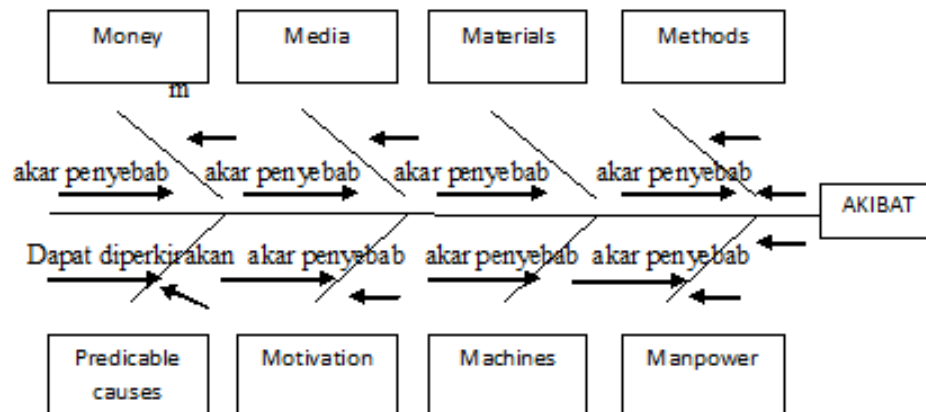 Money
Media
Materials
Methods
m
akar penyebab
akar penyebab
akar penyebab
akar penyebab
AKIBAT
Dapat diperkirakan
akar penyebab
akar penyebab
akar penyebab
Predicable
causes
Motivation
Machines
Manpower